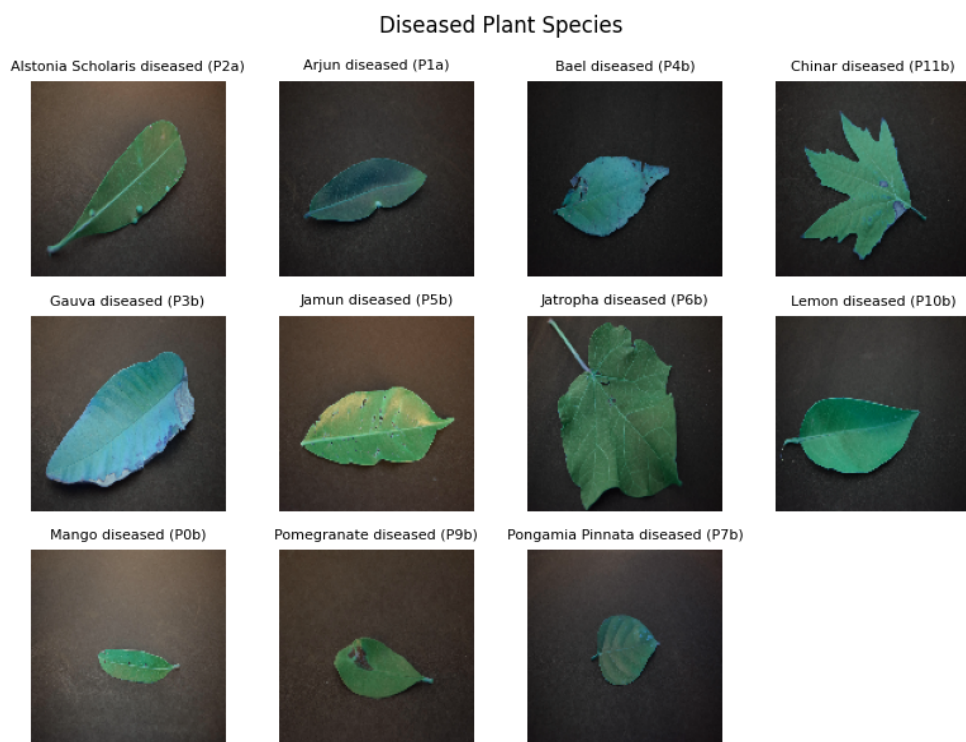 Diseased Plant Species
Alstonia Scholaris diseased (P2a)
Arjun diseased (P1a)
Bael diseased (P4b)
Chinar diseased (P11b)
Gauva diseased (P3b)
Jamun diseased (P5b)
Jatropha diseased (P6b)
Lemon diseased (P10b)
Mango diseased (P0b)
Pomegranate diseased (P9b)
Pongamia Pinnata diseased (P7b)